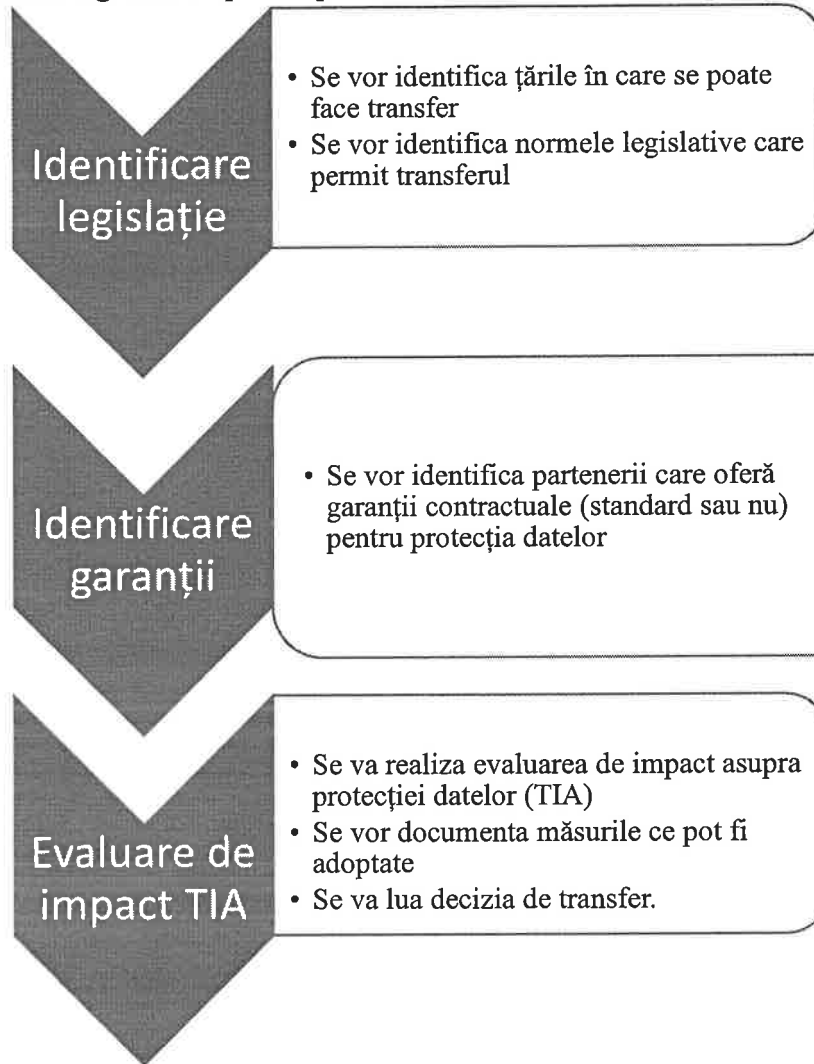 Identificare
legislație
• Se vor identifica țările în care se poate
face transfer
• Se vor identifica normele legislative care
permit transferul
Identificare
garanții
• Se vor identifica partenerii care oferă
garanții contractuale (standard sau nu)
pentru protecția datelor
Evaluare de
impact TIA
• Se va realiza evaluarea de impact asupra
protecției datelor (TIA)
• Se vor documenta măsurile ce pot fi
adoptate
• Se va lua decizia de transfer.